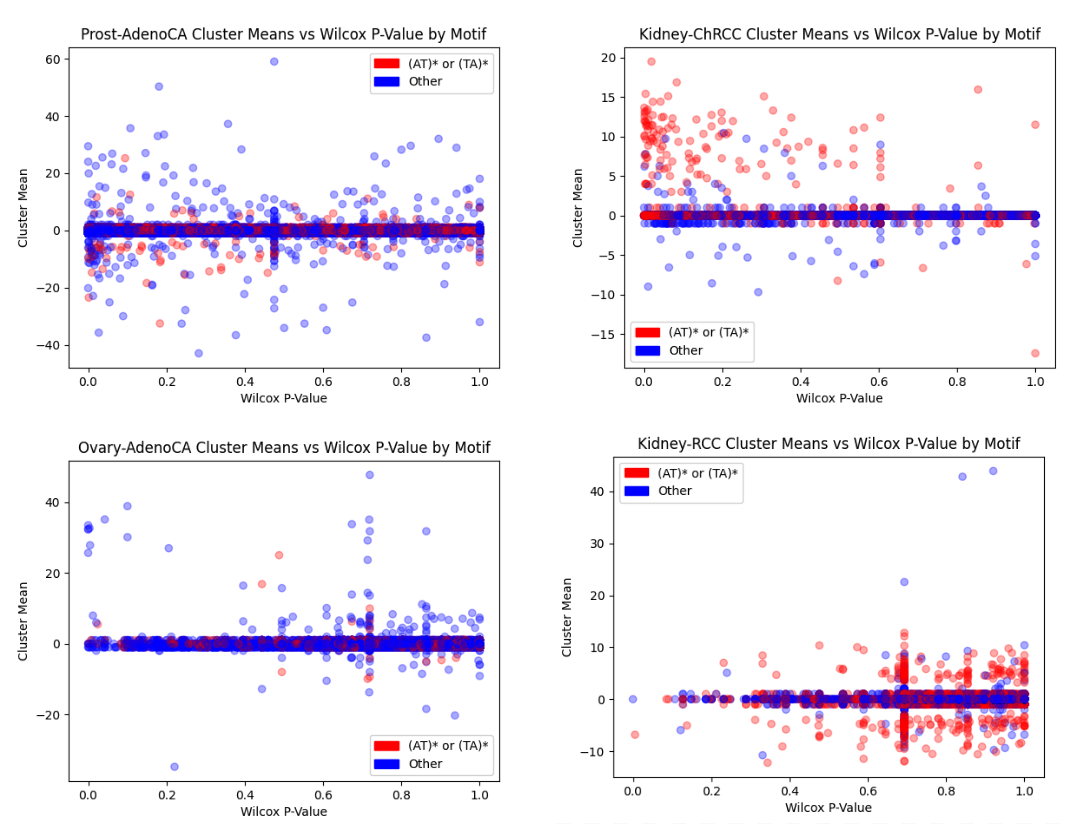 Prost-AdenoCA Cluster Means vs Wilcox P-Value by Motif
60
40
20
0
−20
−40
Cluster Mean
(AT)* or (TA)*
Other
0.0 0.2 0.4 0.6 0.8 1.0
Wilcox P-Value
Kidney-ChRCC Cluster Means vs Wilcox P-Value by Motif
20
15
10
5
0
−5
−10
−15
Cluster Mean
(AT)* or (TA)*
Other
0.0 0.2 0.4 0.6 0.8 1.0
Wilcox P-Value
Ovary-AdenoCA Cluster Means vs Wilcox P-Value by Motif
40
20
0
−20
Cluster Mean
(AT)* or (TA)*
Other
0.0 0.2 0.4 0.6 0.8 1.0
Wilcox P-Value
Kidney-RCC Cluster Means vs Wilcox P-Value by Motif
(AT)* or (TA)*
Other
40
30
20
10
0
−10
Cluster Mean
0.0 0.2 0.4 0.6 0.8 1.0
Wilcox P-Value